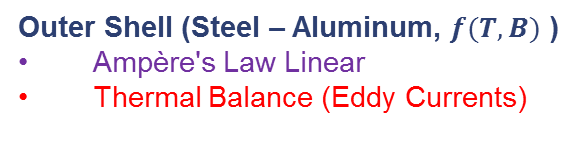 Outer Shell (Steel – Aluminum, f(T, B) )
• Ampère's Law Linear
• Thermal Balance (Eddy Currents)